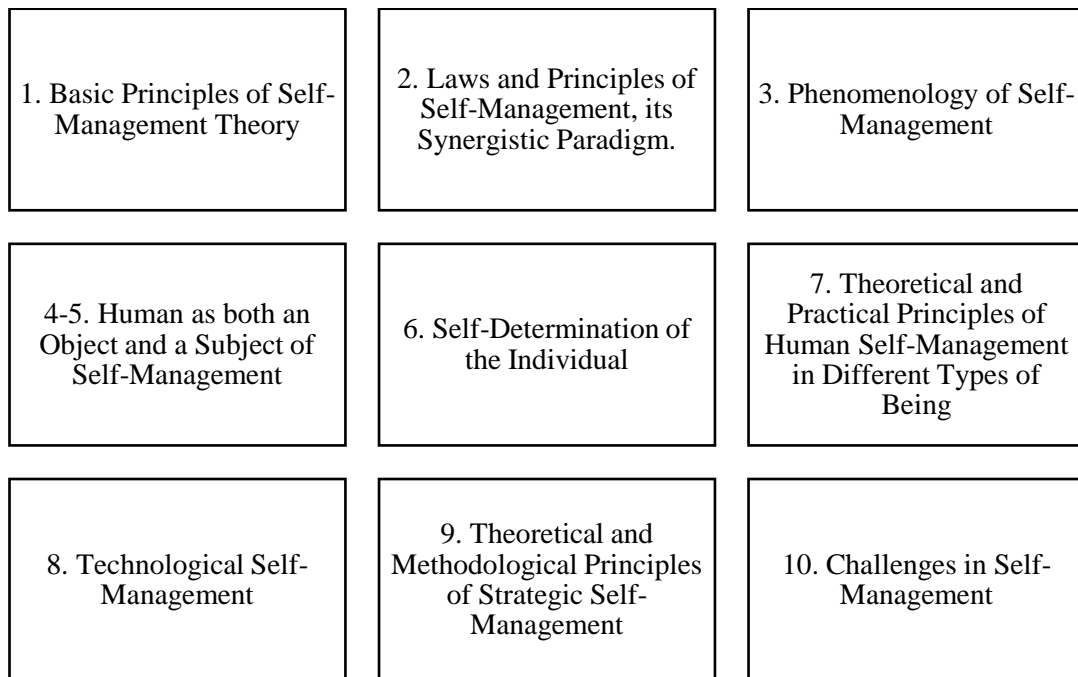 1. Basic Principles of Self-
Management Theory
2. Laws and Principles of
Self-Management, its
Synergistic Paradigm.
3. Phenomenology of Self-
Management
4-5. Human as both an
Object and a Subject of
Self-Management
6. Self-Determination of
the Individual
7. Theoretical and
Practical Principles of
Human Self-Management
in Different Types of
Being
8. Technological Self-
Management
9. Theoretical and
Methodological Principles
of Strategic Self-
Management
10. Challenges in Self-
Management